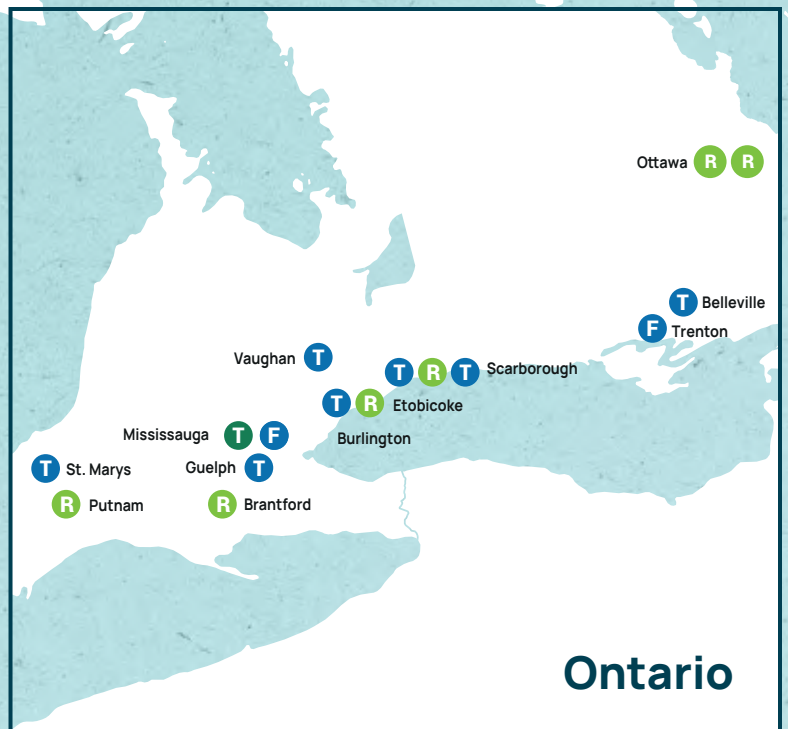 Ottawa R R
T Belleville
F Trenton
Vaughan T
T R T Scarborough
T R Etobicoke
Mississauga T F
Burlington
T St. Marys
Guelph T
R Putnam
R Brantford
Ontario